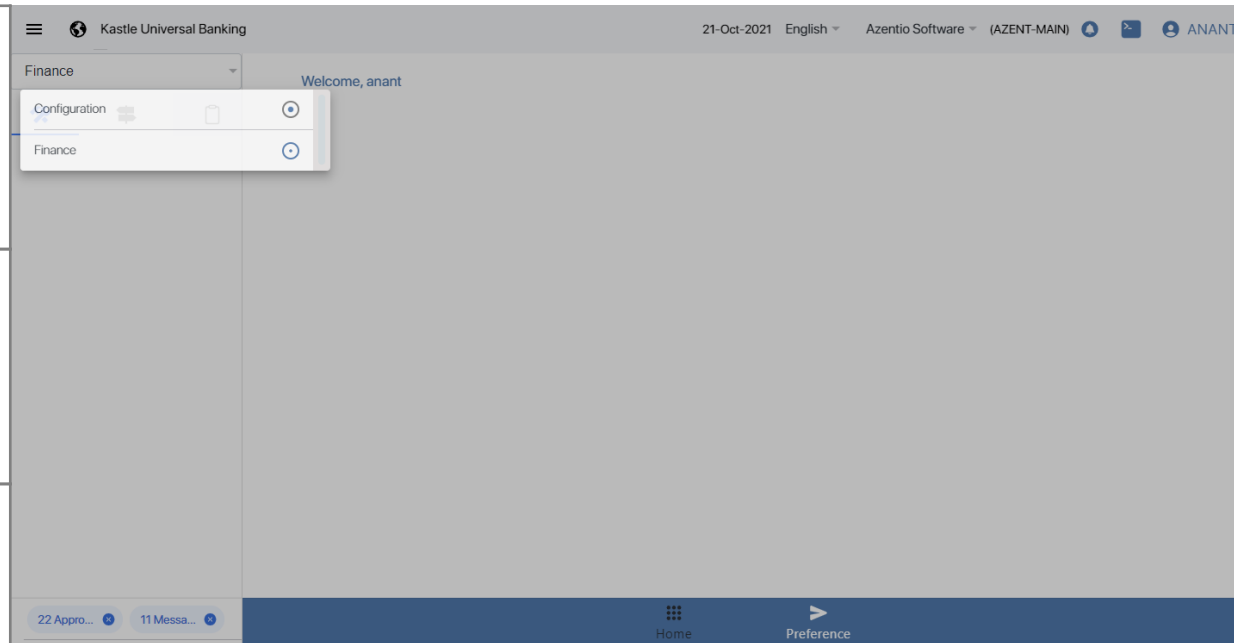 Kastle Universal Banking
21-Oct-2021 English Azentio Software (AZENT-MAIN) ANANT
Finance
Welcome, anant
Configuration
Finance
22 Appro... 11 Messa...
Home Preference